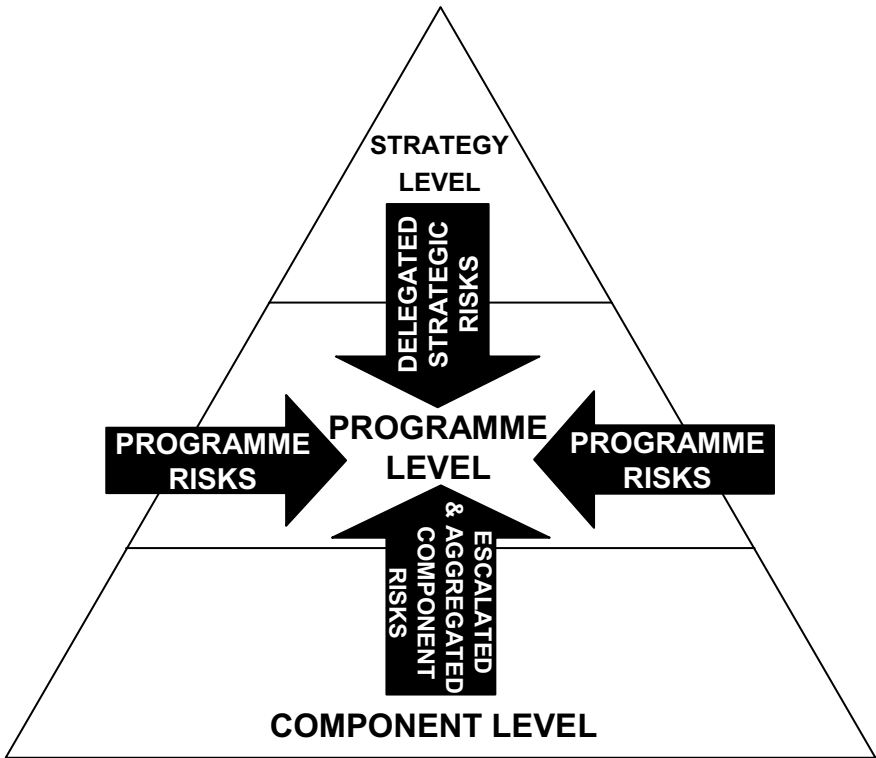 STRATEGY
LEVEL
DELEGATED
STRATEGIC
RISKS
PROGRAMME
RISKS
PROGRAMME
LEVEL
PROGRAMME
RISKS
ESCALATED
& AGGREGATED
COMPONENT
RISKS
COMPONENT LEVEL